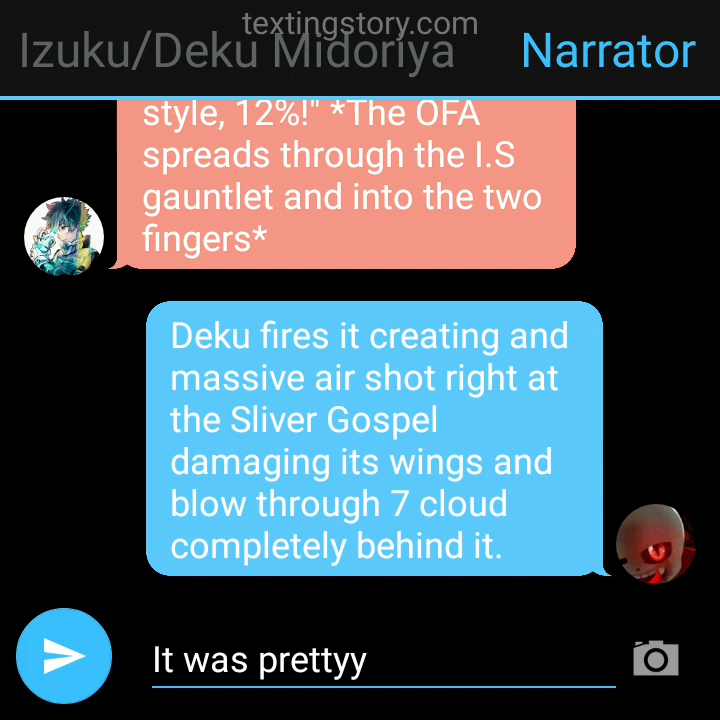 textingstory.com
Izuku/Deku Midoriya
Narrator
style, 12%!" *The OFA
spreads through the I.S
gauntlet and into the two
fingers*
Deku fires it creating and
massive air shot right at
the Sliver Gospel
damaging its wings and
blow through 7 cloud
completely behind it.
It was prettyy